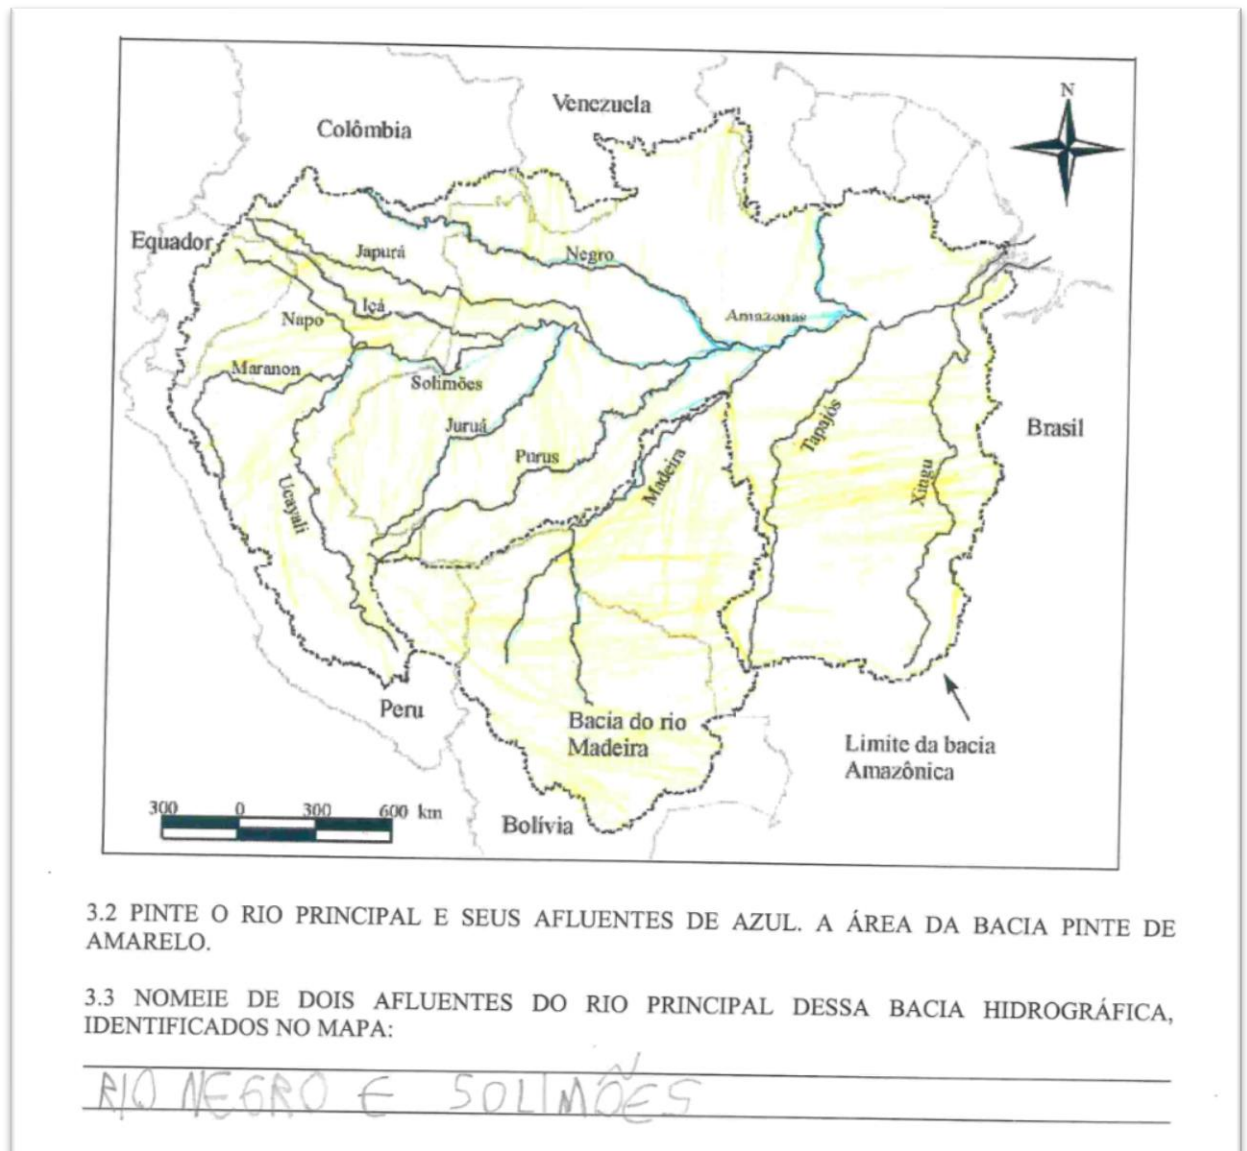 Venezuela
Colômbia
N
Equador
Japurá
Negro
Içá
Napo
Amazonas
Maranon
Solimões
Juruá
Brasil
Tapajós
Purus
Madeira
Xingu
Ucayali
Peru
Bacia do rio
Madeira
Limite da bacia
Amazônica
300 0 300 600 km
Bolívia
3.2 PINTE O RIO PRINCIPAL E SEUS AFLUENTES DE AZUL. A ÁREA DA BACIA PINTE DE
AMARELO.
3.3 NOMEIE DE DOIS AFLUENTES DO RIO PRINCIPAL DESSA BACIA HIDROGRÁFICA,
IDENTIFICADOS NO MAPA:
RIO NEGRO E SOLIMÕES